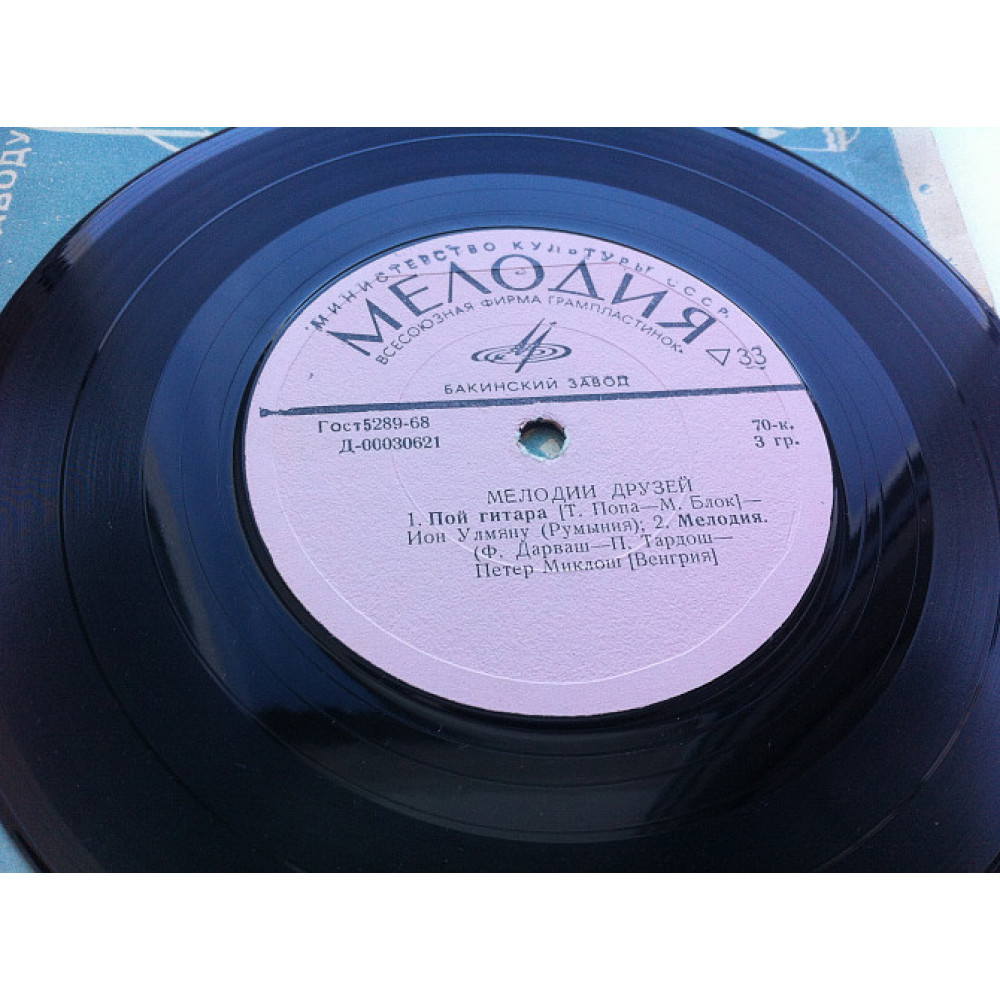 МИНИСТЕРСТВО КУЛЬТУРЫ СССР.
МЕЛОДИЯ
ВСЕСОЮЗНАЯ ФИРМА ГРАМПЛАСТИНОК.
33
БАКИНСКИЙ ЗАВОД
Гост5289-68
70-к.
Д-00030621
3 гр.
МЕЛОДИИ ДРУЗЕЙ
1. Пой гитара [Т. Попа—М. Блок]—
Ион Улмяну (Румыния); 2. Мелодия.
(Ф. Дарваш—П. Тардош—
Петер Миклош [Венгрия]